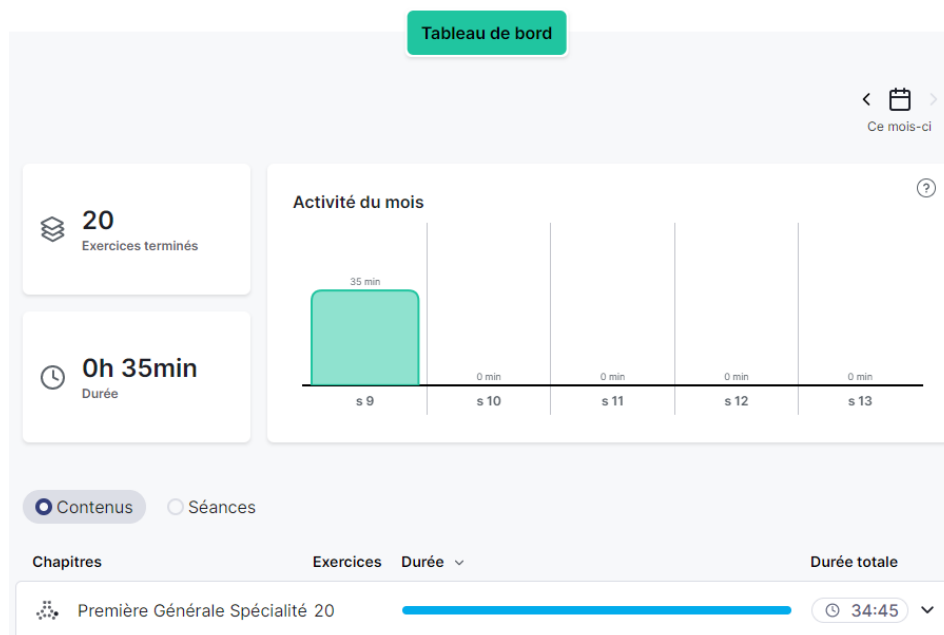 Tableau de bord
Ce mois-ci
20
Exercices terminés
Activité du mois
?
35 min
0 min 0 min 0 min 0 min
s 9 s 10 s 11 s 12 s 13
0h 35min
Durée
Contenus Séances
Chapitres Exercices Durée Durée totale
Première Générale Spécialité 20 34:45